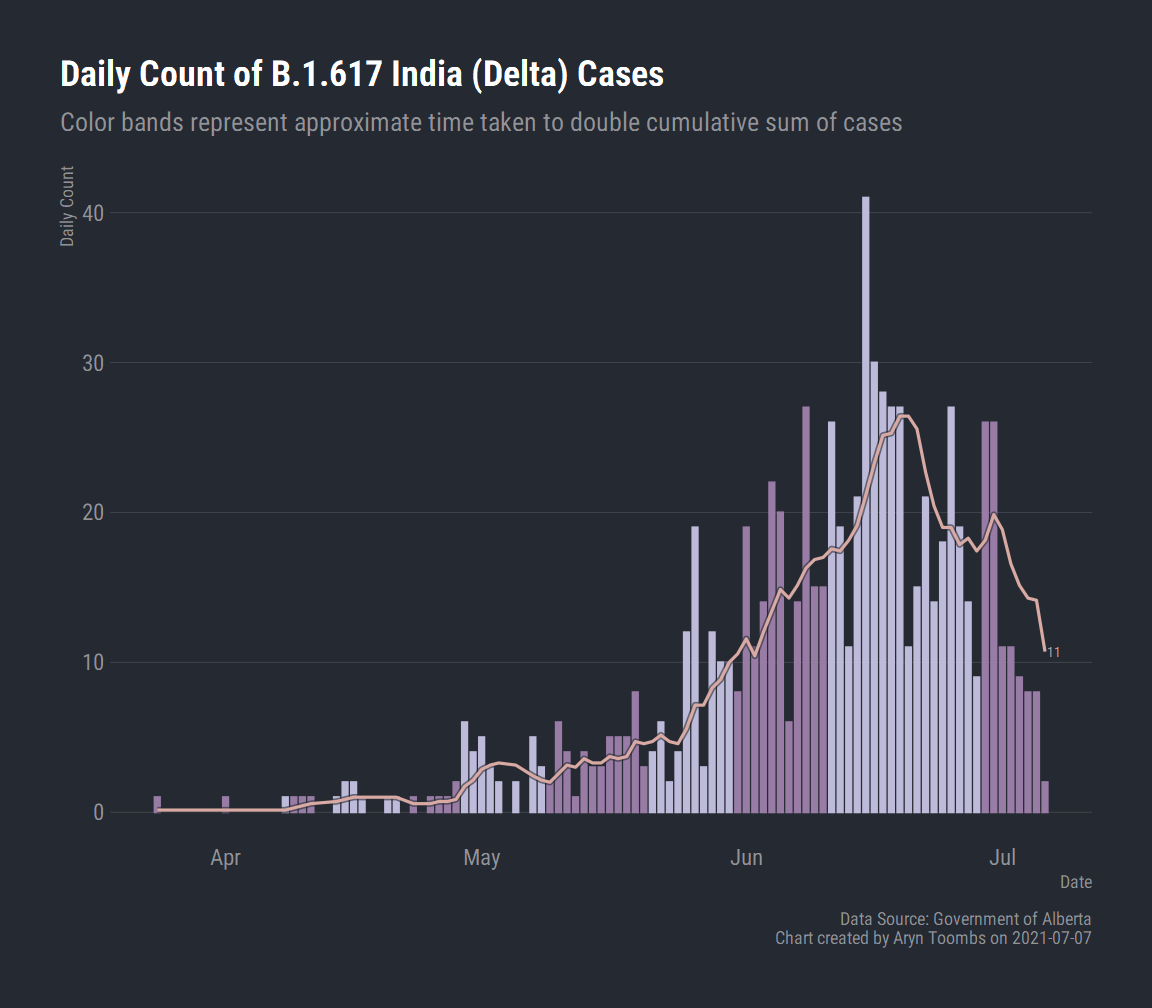 Daily Count of B.1.617 India (Delta) Cases
Color bands represent approximate time taken to double cumulative sum of cases
Daily Count
40
30
20
10
0
11
Apr May Jun Jul
Date
Data Source: Government of Alberta
Chart created by Aryn Toombs on 2021-07-07